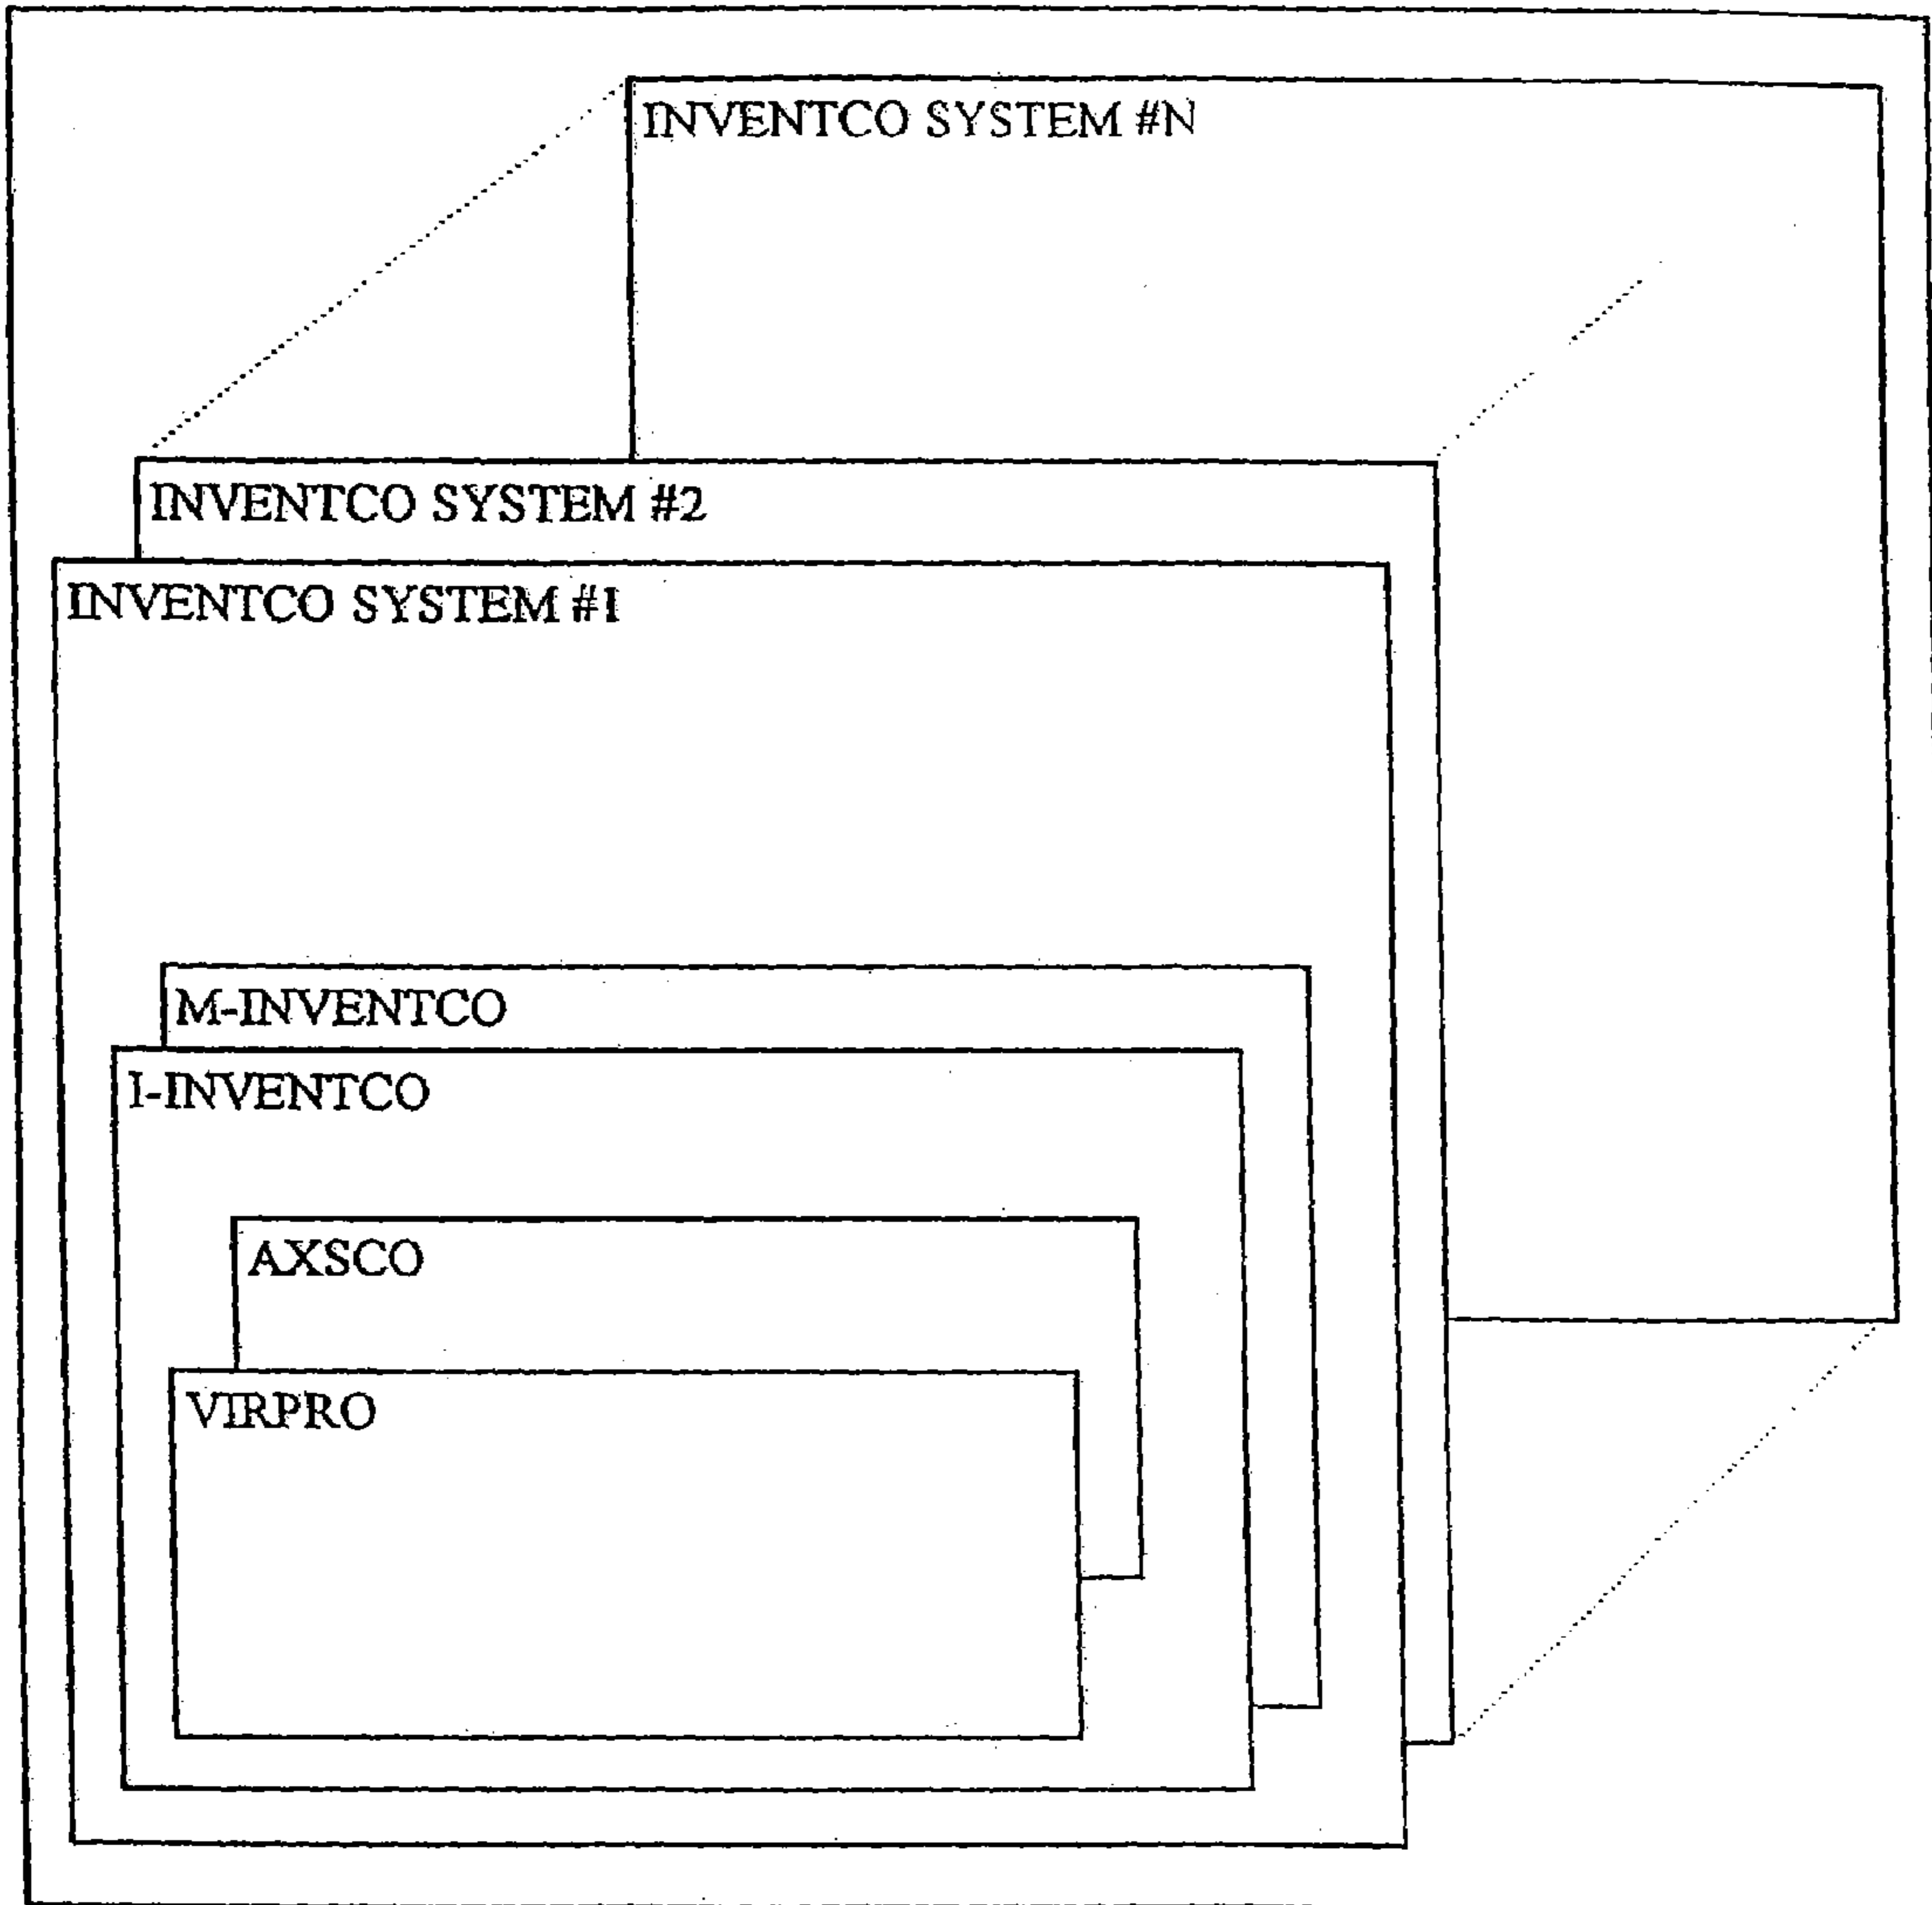 INVENTCO SYSTEM #N
INVENTCO SYSTEM #2
INVENTCO SYSTEM #1
M-INVENTCO
I-INVENTCO
AXSCO
VIRPRO